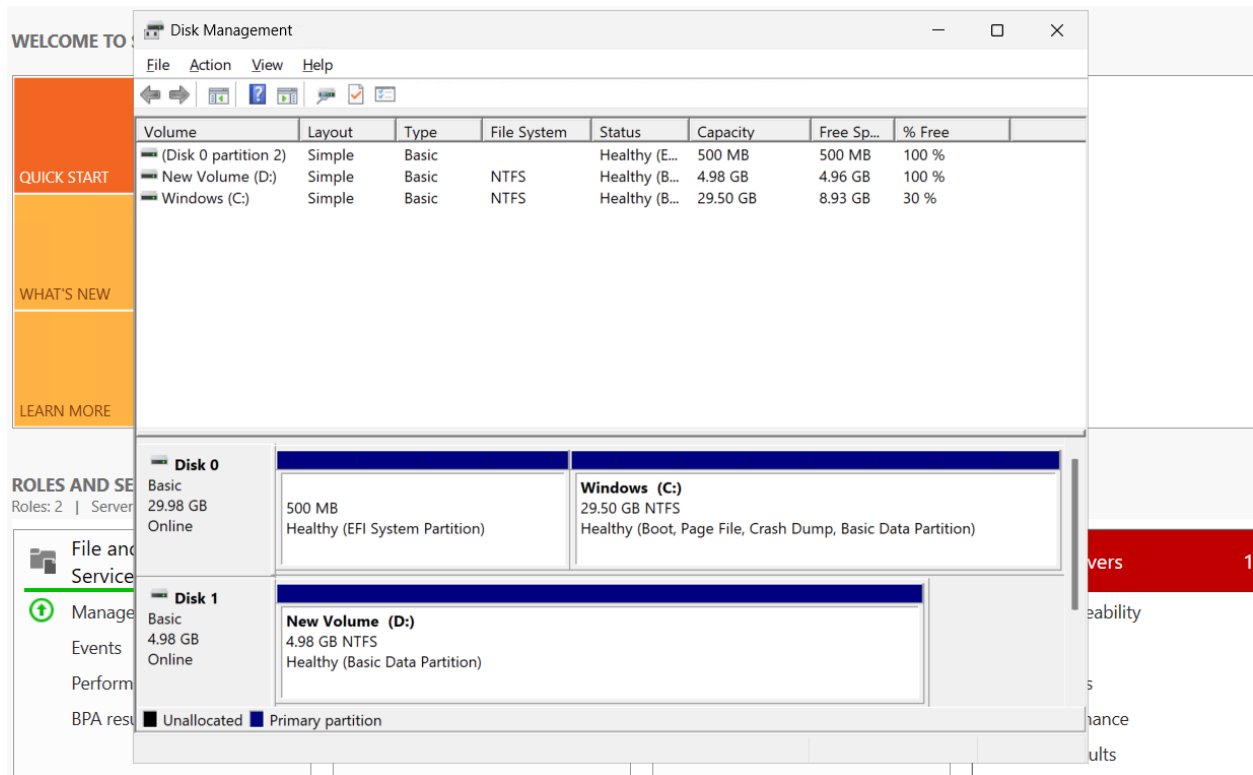 WELCOME TO
Disk Management
File Action View Help
QUICK START
WHAT'S NEW
LEARN MORE
Volume Layout Type File System Status Capacity Free Sp... % Free
(Disk 0 partition 2) Simple Basic Healthy (E... 500 MB 500 MB 100 %
New Volume (D:) Simple Basic NTFS Healthy (B... 4.98 GB 4.96 GB 100 %
Windows (C:) Simple Basic NTFS Healthy (B... 29.50 GB 8.93 GB 30 %
Disk 0
Basic
29.98 GB
Online
500 MB
Healthy (EFI System Partition)
Windows (C:)
29.50 GB NTFS
Healthy (Boot, Page File, Crash Dump, Basic Data Partition)
Disk 1
Basic
4.98 GB
Online
New Volume (D:)
4.98 GB NTFS
Healthy (Basic Data Partition)
Unallocated Primary partition
ROLES AND SE
Roles: 2 | Server
File and
Service
Manage
Events
Perform
BPA resu
vers 1
eability
s
nance
ults